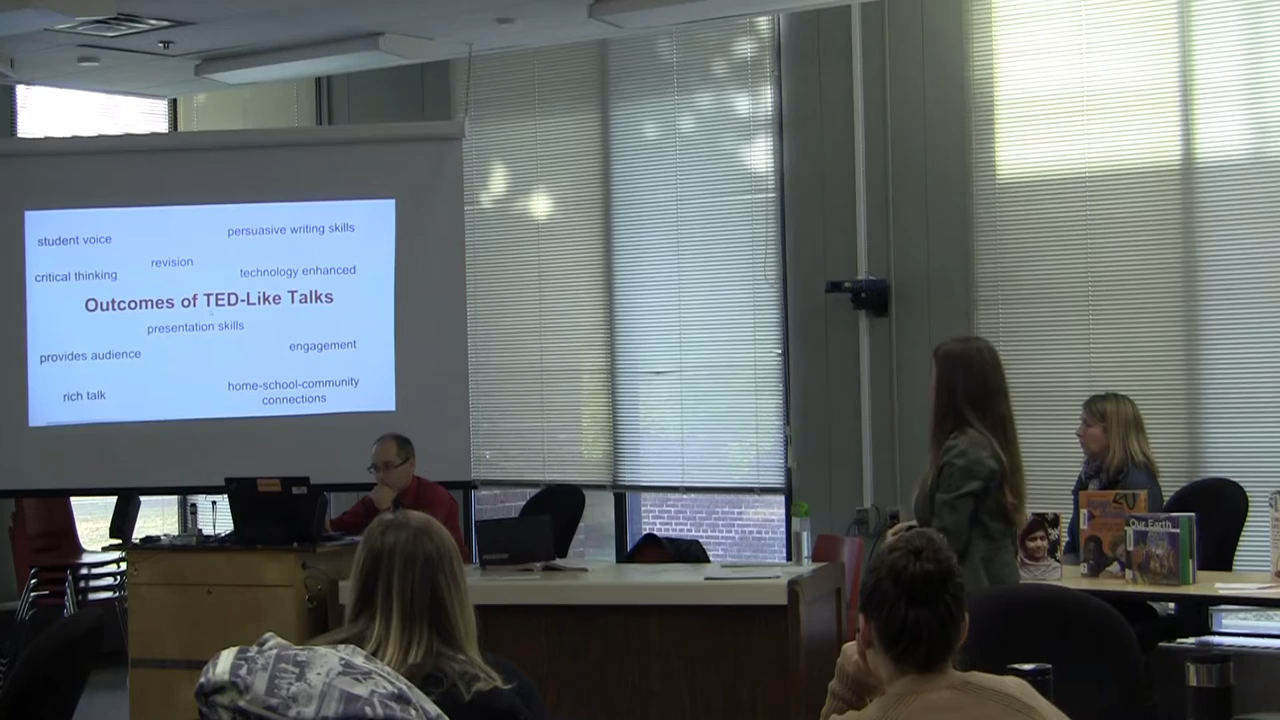 student voice
persuasive writing skills
revision
critical thinking
technology enhanced
Outcomes of TED-Like Talks
presentation skills
provides audience
engagement
rich talk
home-school-community
connections
Our Earth